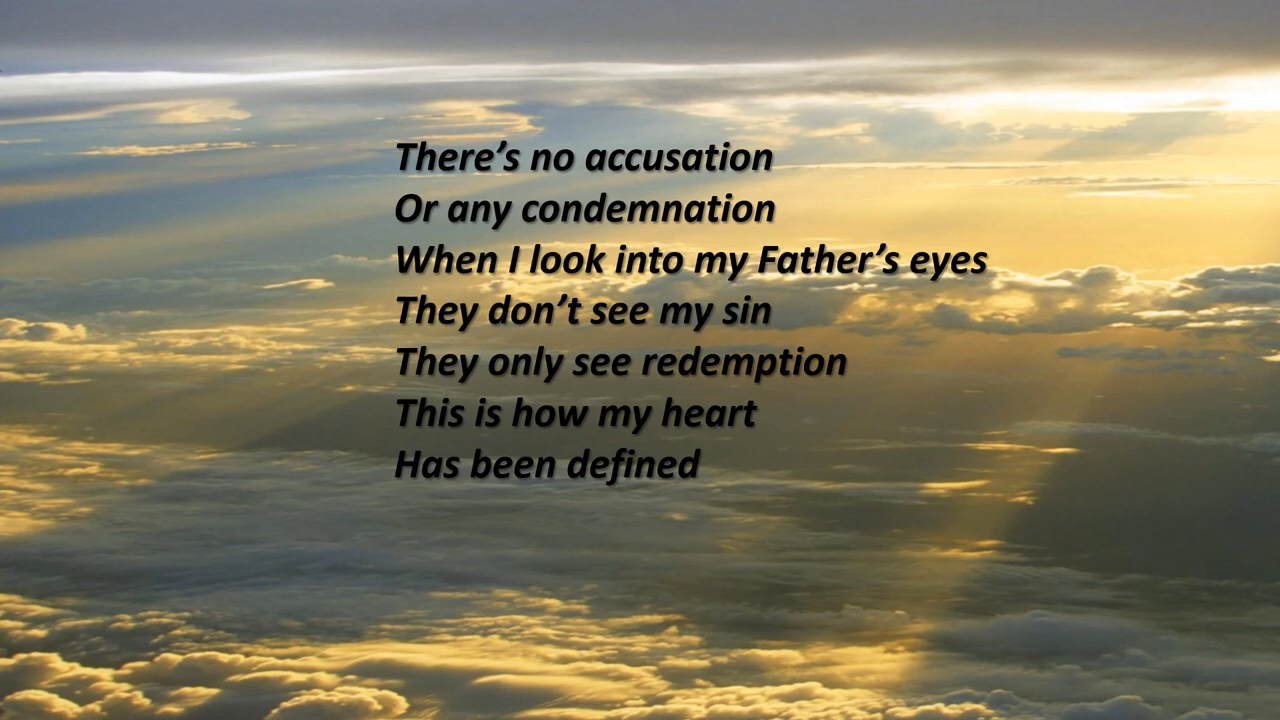 There’s no accusation
Or any condemnation
When I look into my Father’s eyes
They don’t see my sin
They only see redemption
This is how my heart
Has been defined